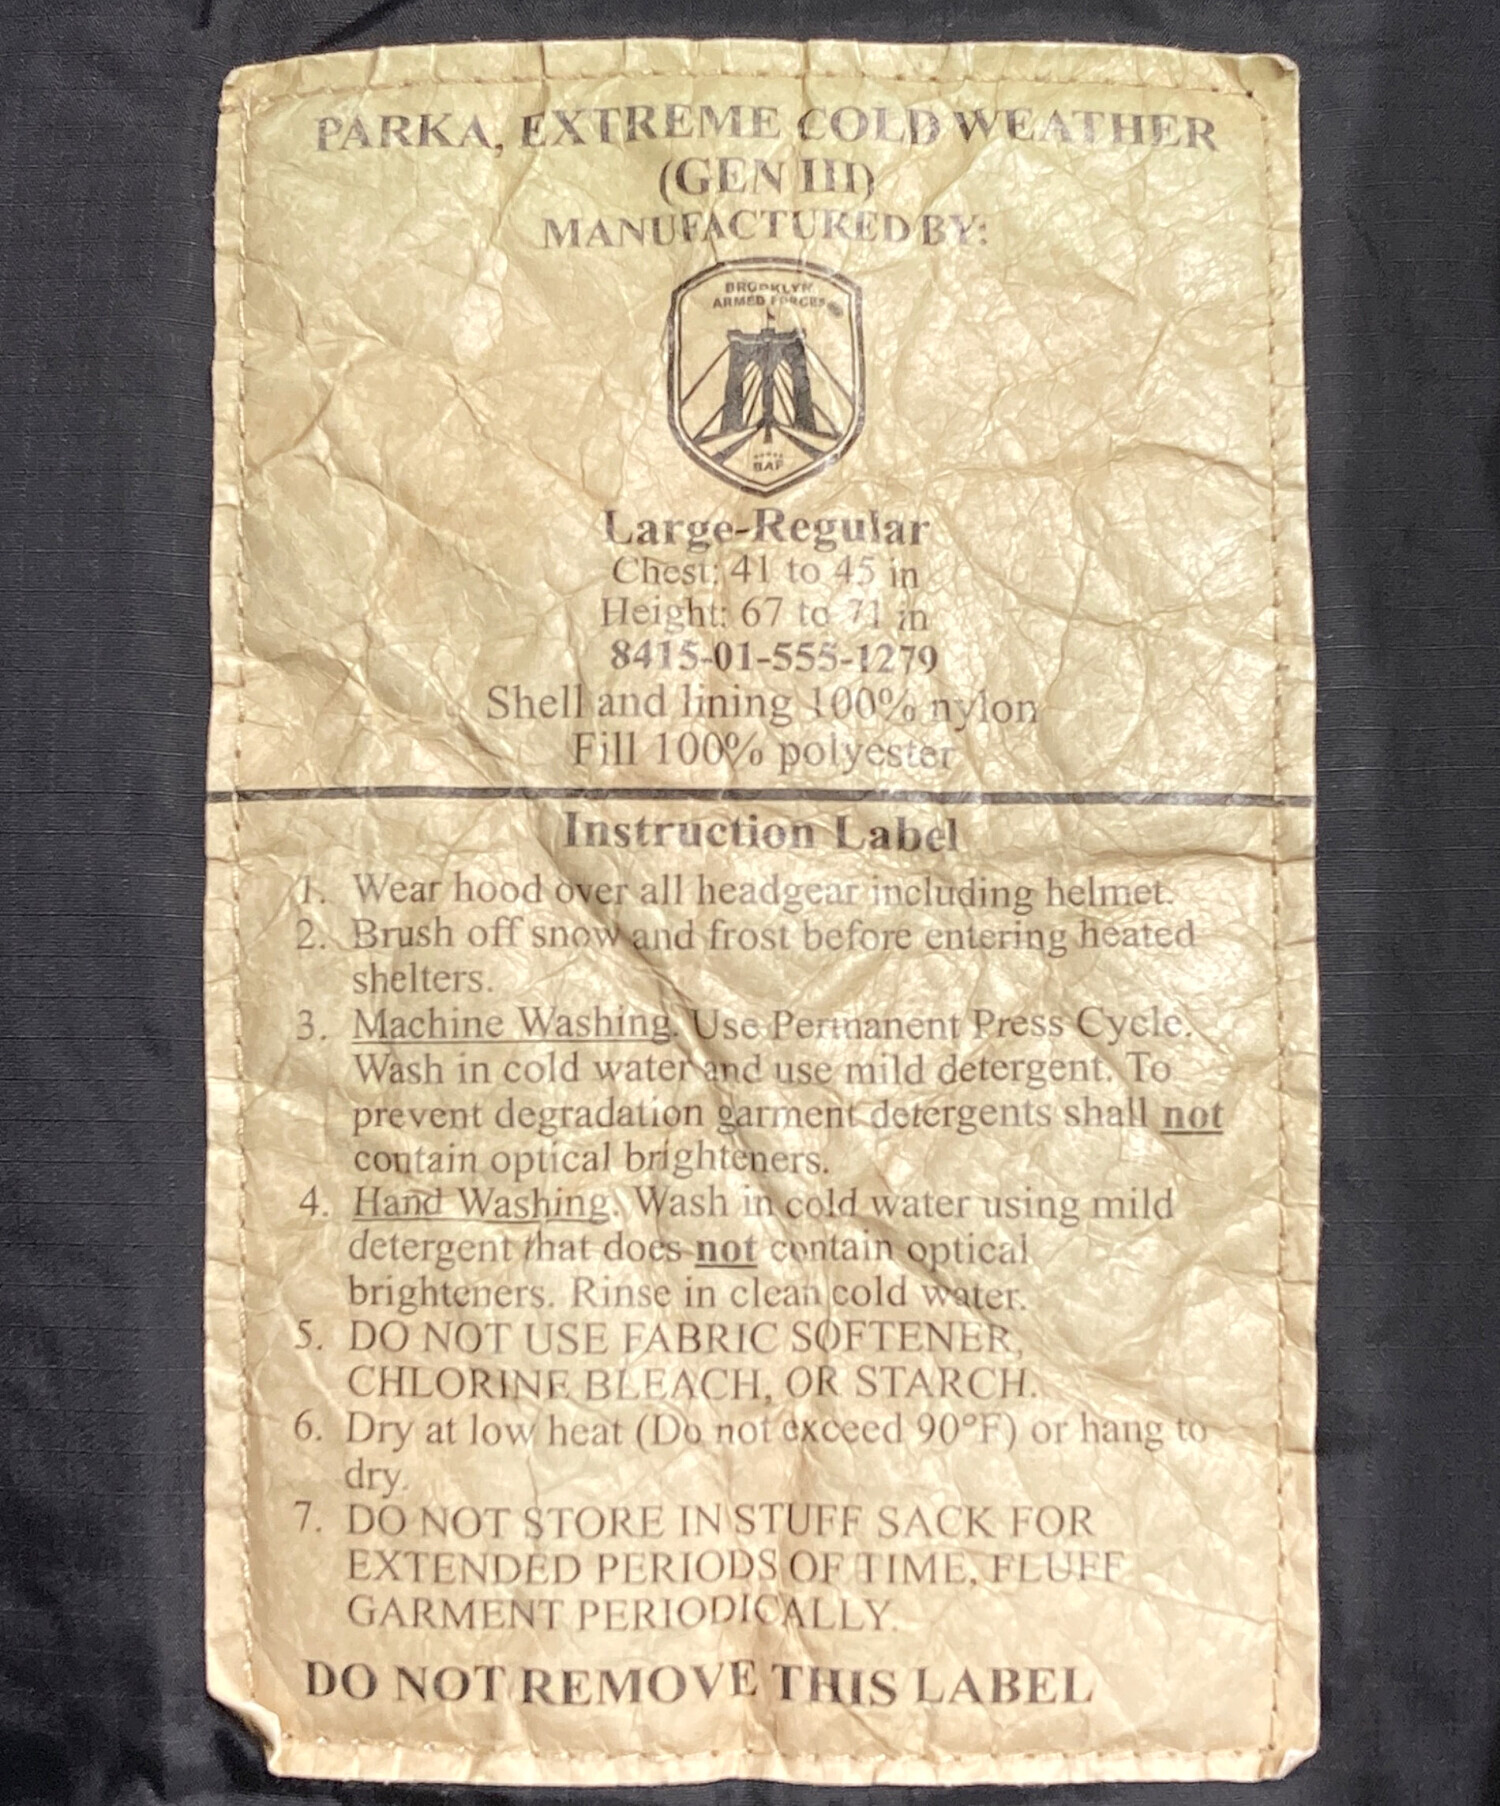 PARKA, EXTREME COLD WEATHER
(GEN III)
MANUFACTURED BY:
BROOKLYN
ARMED FORCES
BAF
Large-Regular
Chest: 41 to 45 in
Height: 67 to 71 in
8415-01-555-1279
Shell and lining 100% nylon
Fill 100% polyester
Instruction Label
1. Wear hood over all headgear including helmet.
2. Brush off snow and frost before entering heated
shelters.
3. Machine Washing. Use Permanent Press Cycle.
Wash in cold water and use mild detergent. To
prevent degradation garment detergents shall not
contain optical brighteners.
4. Hand Washing. Wash in cold water using mild
detergent that does not contain optical
brighteners. Rinse in clean cold water.
5. DO NOT USE FABRIC SOFTENER,
CHLORINE BLEACH, OR STARCH.
6. Dry at low heat (Do not exceed 90°F) or hang to
dry.
7. DO NOT STORE IN STUFF SACK FOR
EXTENDED PERIODS OF TIME, FLUFF
GARMENT PERIODICALLY.
DO NOT REMOVE THIS LABEL